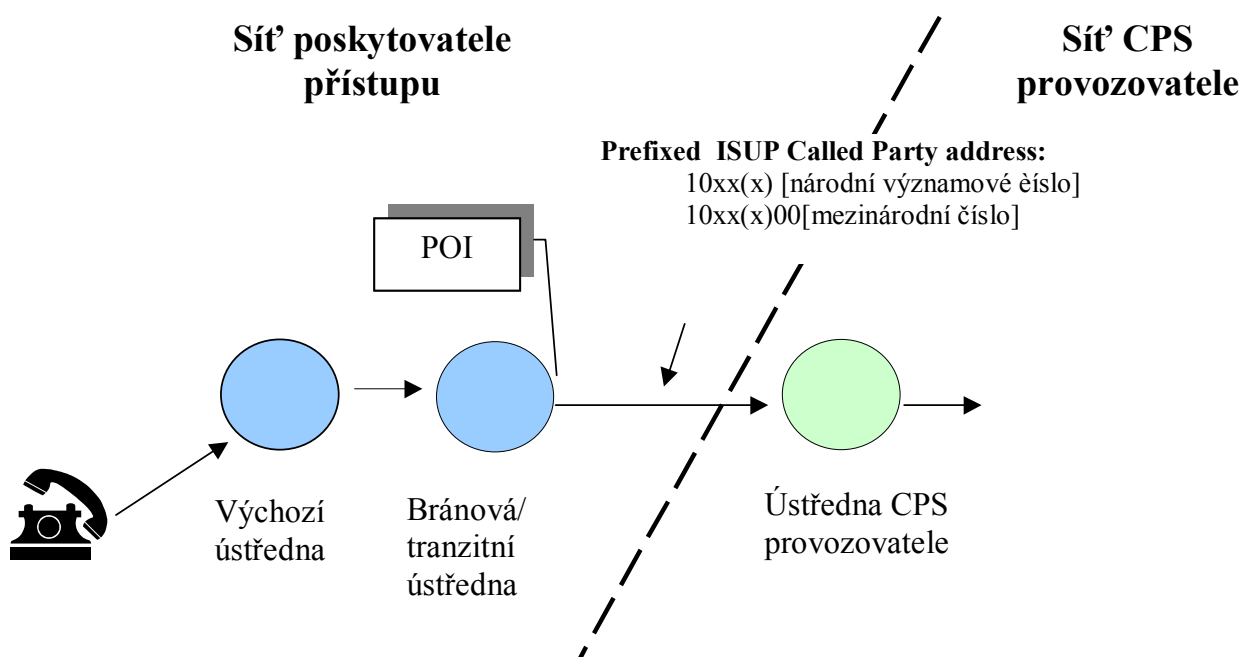 Síť poskytovatele
přístupu
Síť CPS
provozovatele
Prefixed ISUP Called Party address:
10xx(x) [národní významové èíslo]
10xx(x)00[mezinárodní číslo]
POI
Výchozí
ústředna
Bránová/
tranzitní
ústředna
Ústředna CPS
provozovatele